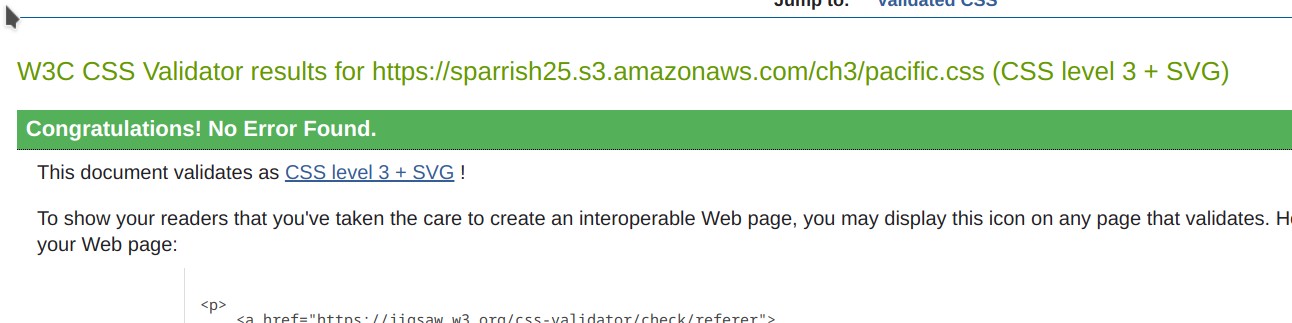 Jump to: Validated CSS
W3C CSS Validator results for https://sparrish25.s3.amazonaws.com/ch3/pacific.css (CSS level 3 + SVG)
Congratulations! No Error Found.
This document validates as CSS level 3 + SVG !
To show your readers that you've taken the care to create an interoperable Web page, you may display this icon on any page that validates.
your Web page:
<p>
<a href="https://jigsaw.w3.org/css-validator/check/referer">